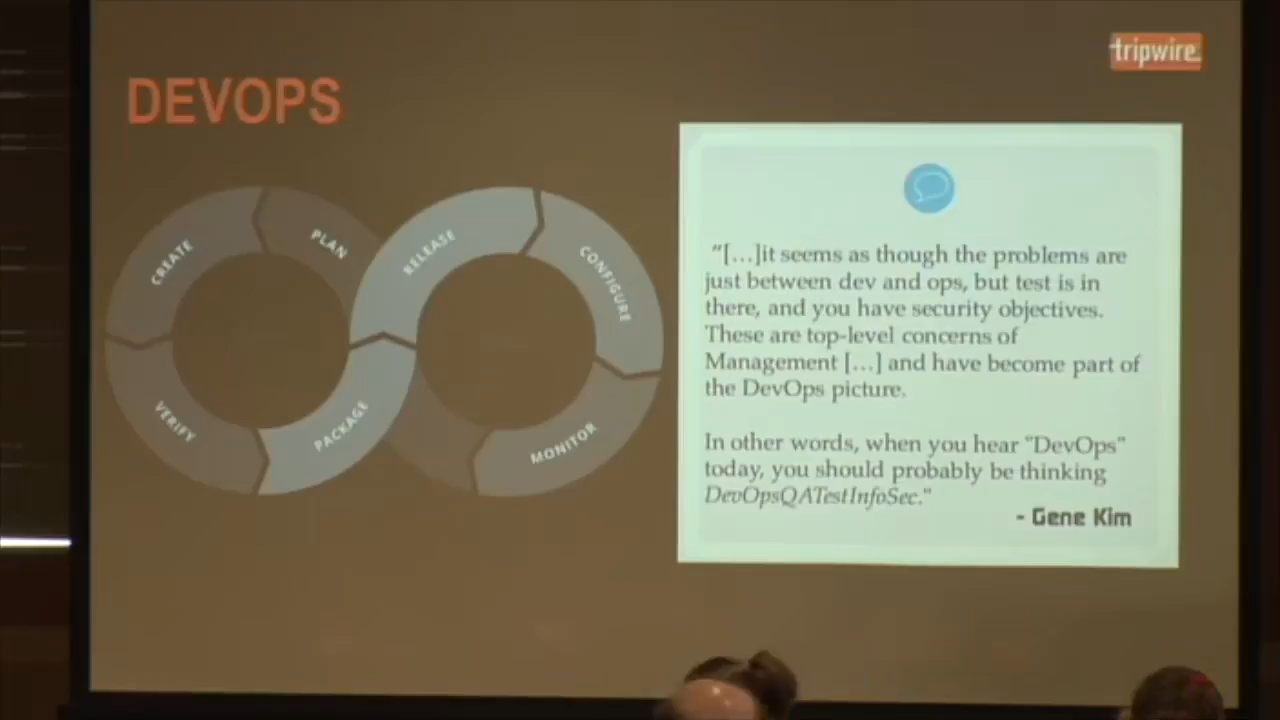 tripwire
DEVOPS
CREATE
PLAN
RELEASE
CONFIGURE
VERIFY
PACKAGE
MONITOR
"[...]it seems as though the problems are
just between dev and ops, but test is in
there, and you have security objectives.
These are top-level concerns of
Management [...] and have become part of
the DevOps picture.
In other words, when you hear "DevOps"
today, you should probably be thinking
DevOpsQATestInfoSec."
- Gene Kim